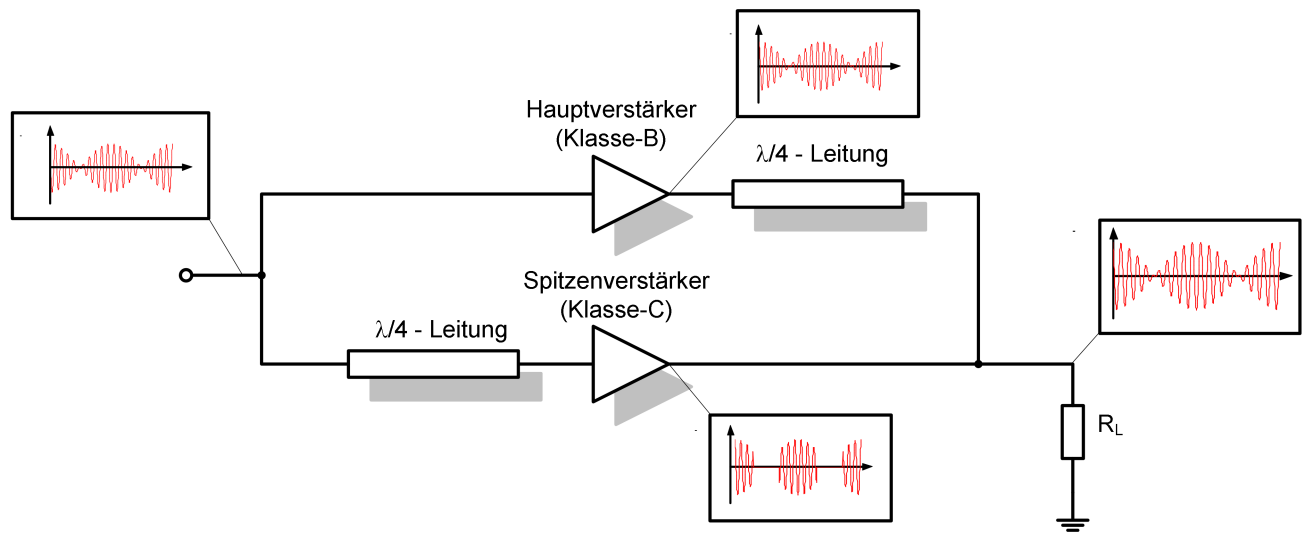 Hauptverstärker
(Klasse-B)
λ/4 - Leitung
Spitzenverstärker
(Klasse-C)
λ/4 - Leitung
RL